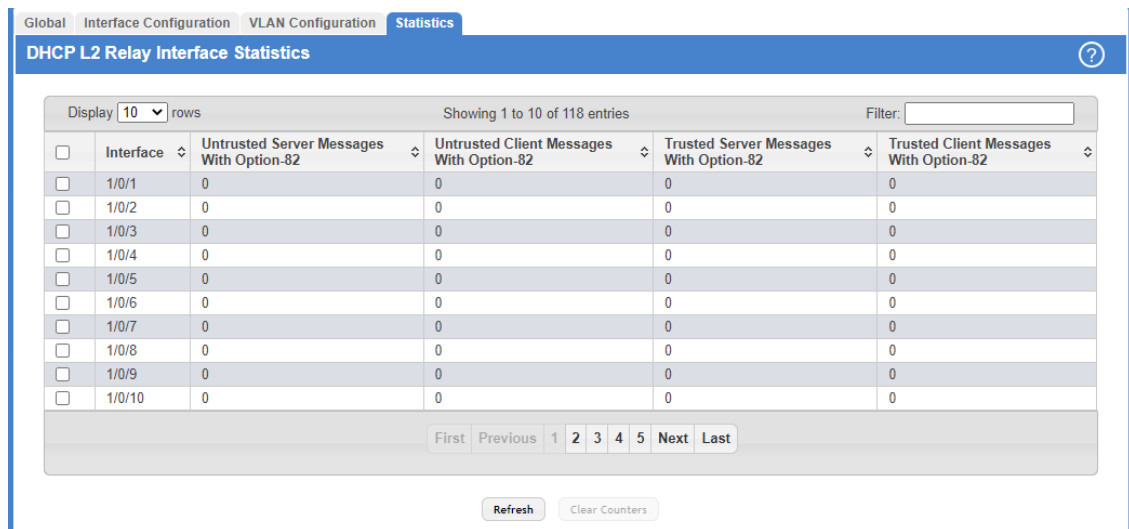 Global Interface Configuration VLAN Configuration Statistics
DHCP L2 Relay Interface Statistics ?
Display 10 rows Showing 1 to 10 of 118 entries Filter:
Interface Untrusted Server Messages With Option-82 Untrusted Client Messages With Option-82 Trusted Server Messages With Option-82 Trusted Client Messages With Option-82
1/0/1 0 0 0 0
1/0/2 0 0 0 0
1/0/3 0 0 0 0
1/0/4 0 0 0 0
1/0/5 0 0 0 0
1/0/6 0 0 0 0
1/0/7 0 0 0 0
1/0/8 0 0 0 0
1/0/9 0 0 0 0
1/0/10 0 0 0 0
First Previous 1 2 3 4 5 Next Last
Refresh Clear Counters